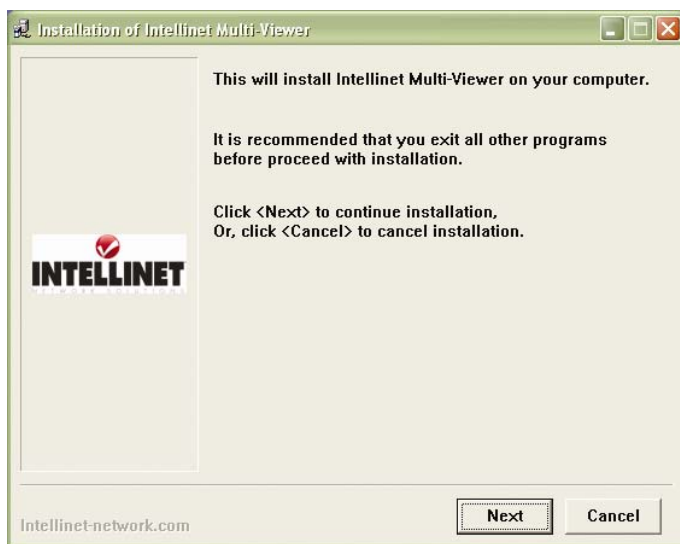 Installation of Intellinet Multi-Viewer
This will install Intellinet Multi-Viewer on your computer.
It is recommended that you exit all other programs
before proceed with installation.
Click <Next> to continue installation,
Or, click <Cancel> to cancel installation.
INTELLINET
NETWORK SOLUTIONS
Intellinet-network.com
Next
Cancel